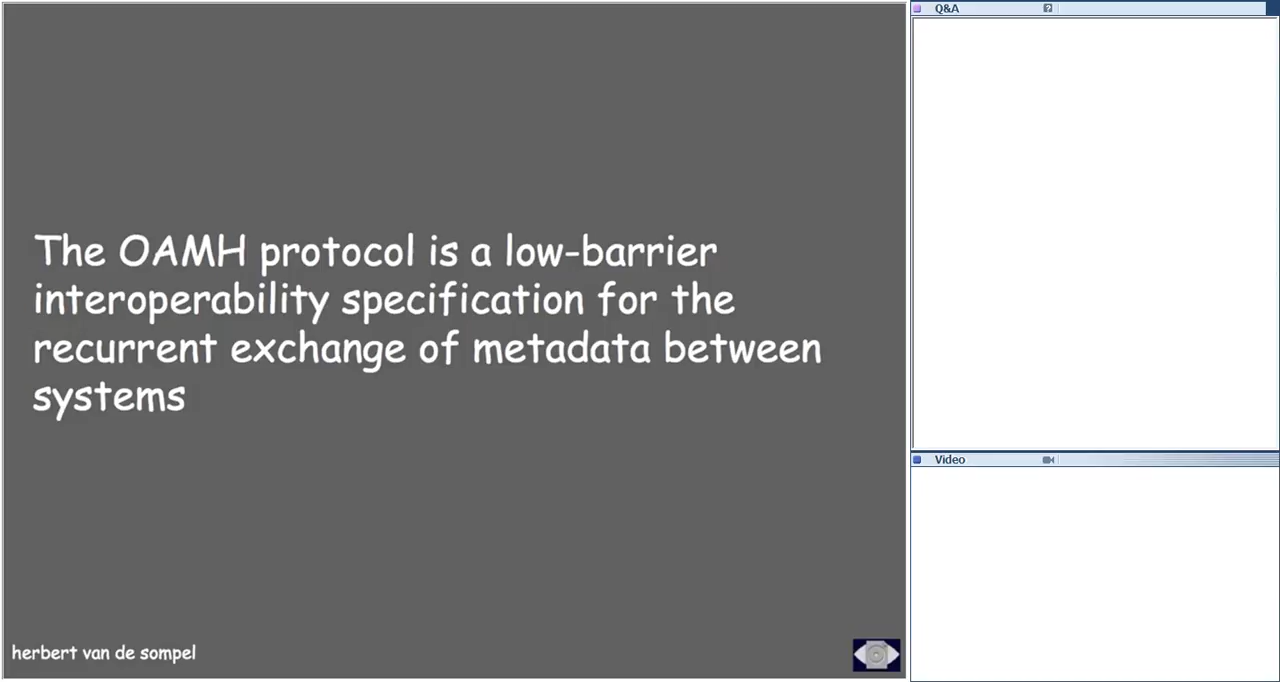 The OAMH protocol is a low-barrier
interoperability specification for the
recurrent exchange of metadata between
systems
herbert van de sompel
Q&A
?
Video